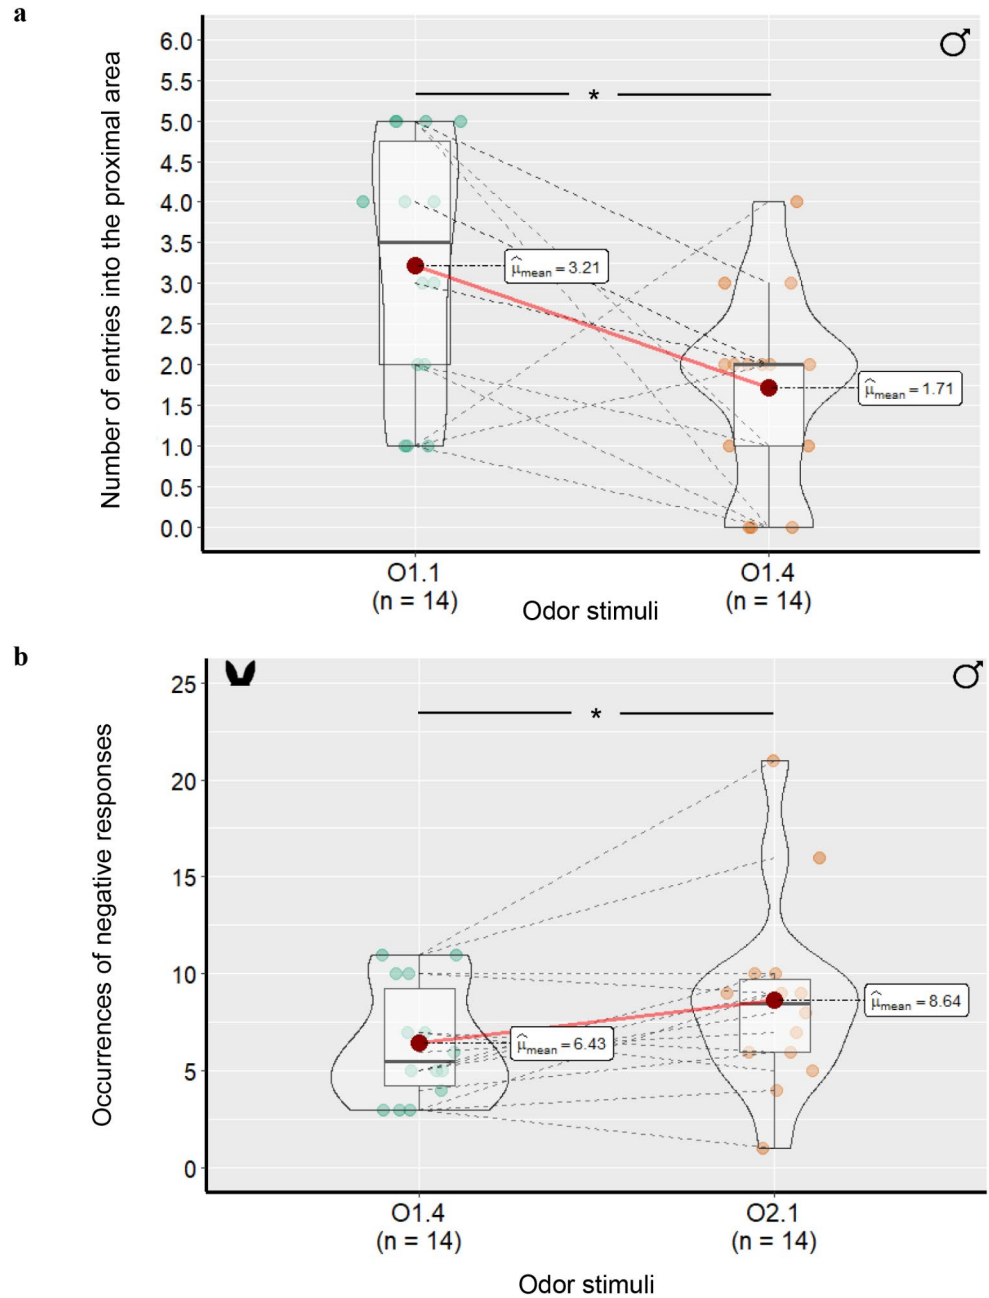 a
Number of entries into the proximal area
6.0
5.5
5.0
4.5
4.0
3.5
3.0
2.5
2.0
1.5
1.0
0.5
0.0
*
♂
μ̂mean = 3.21
μ̂mean = 1.71
O1.1
(n = 14)
O1.4
(n = 14)
Odor stimuli
b
Occurrences of negative responses
25
20
15
10
5
0
*
♂
μ̂mean = 6.43
μ̂mean = 8.64
O1.4
(n = 14)
O2.1
(n = 14)
Odor stimuli